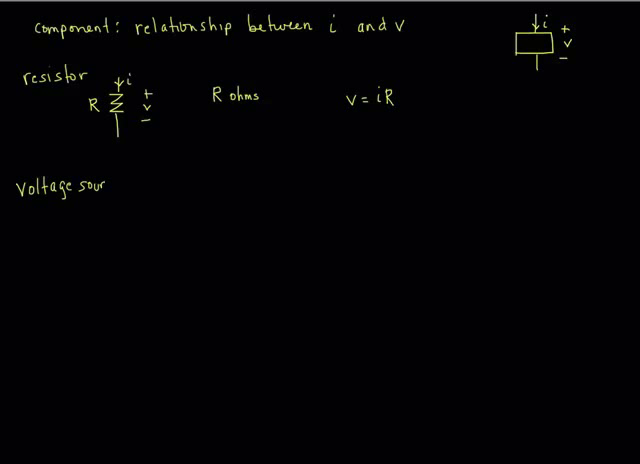 component: relationship between i and v
i
+
v
-
resistor
i
R
+
v
-
R ohms
v = iR
Voltage sour